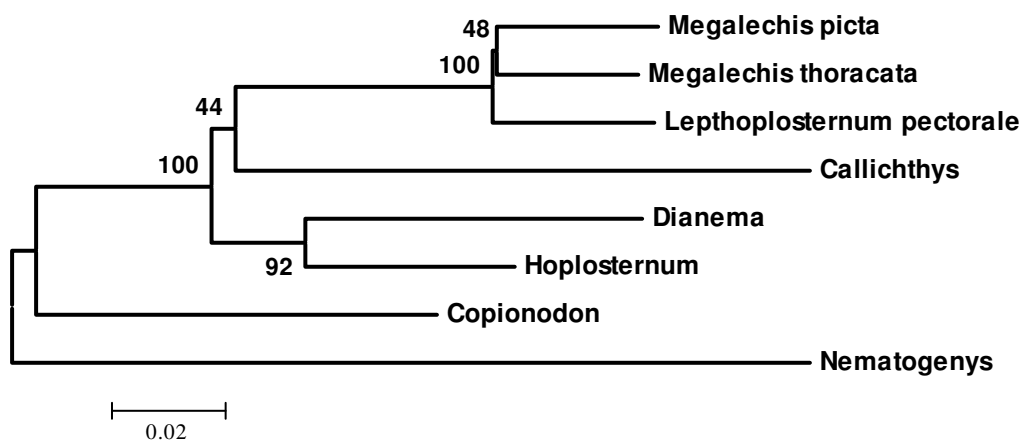 48
Megalechis picta
100
Megalechis thoracata
44
Lepthoplosternum pectorale
100
Callichthys
Dianema
92
Hoplosternum
Copionodon
Nematogenys
0.02